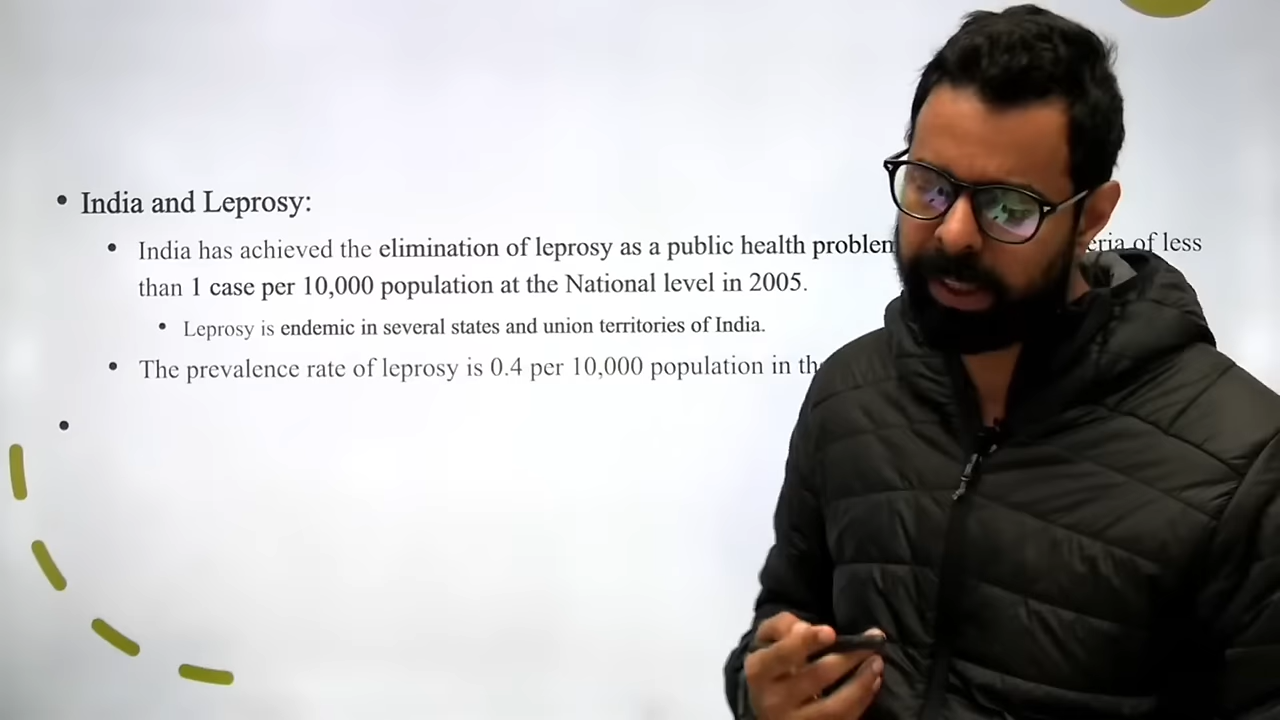 • India and Leprosy:
• India has achieved the elimination of leprosy as a public health of less
than 1 case per 10,000 population at the National level in 2005.
• Leprosy is endemic in several states and union territories of India.
• The prevalence rate of leprosy is 0.4 per 10,000 population in
•